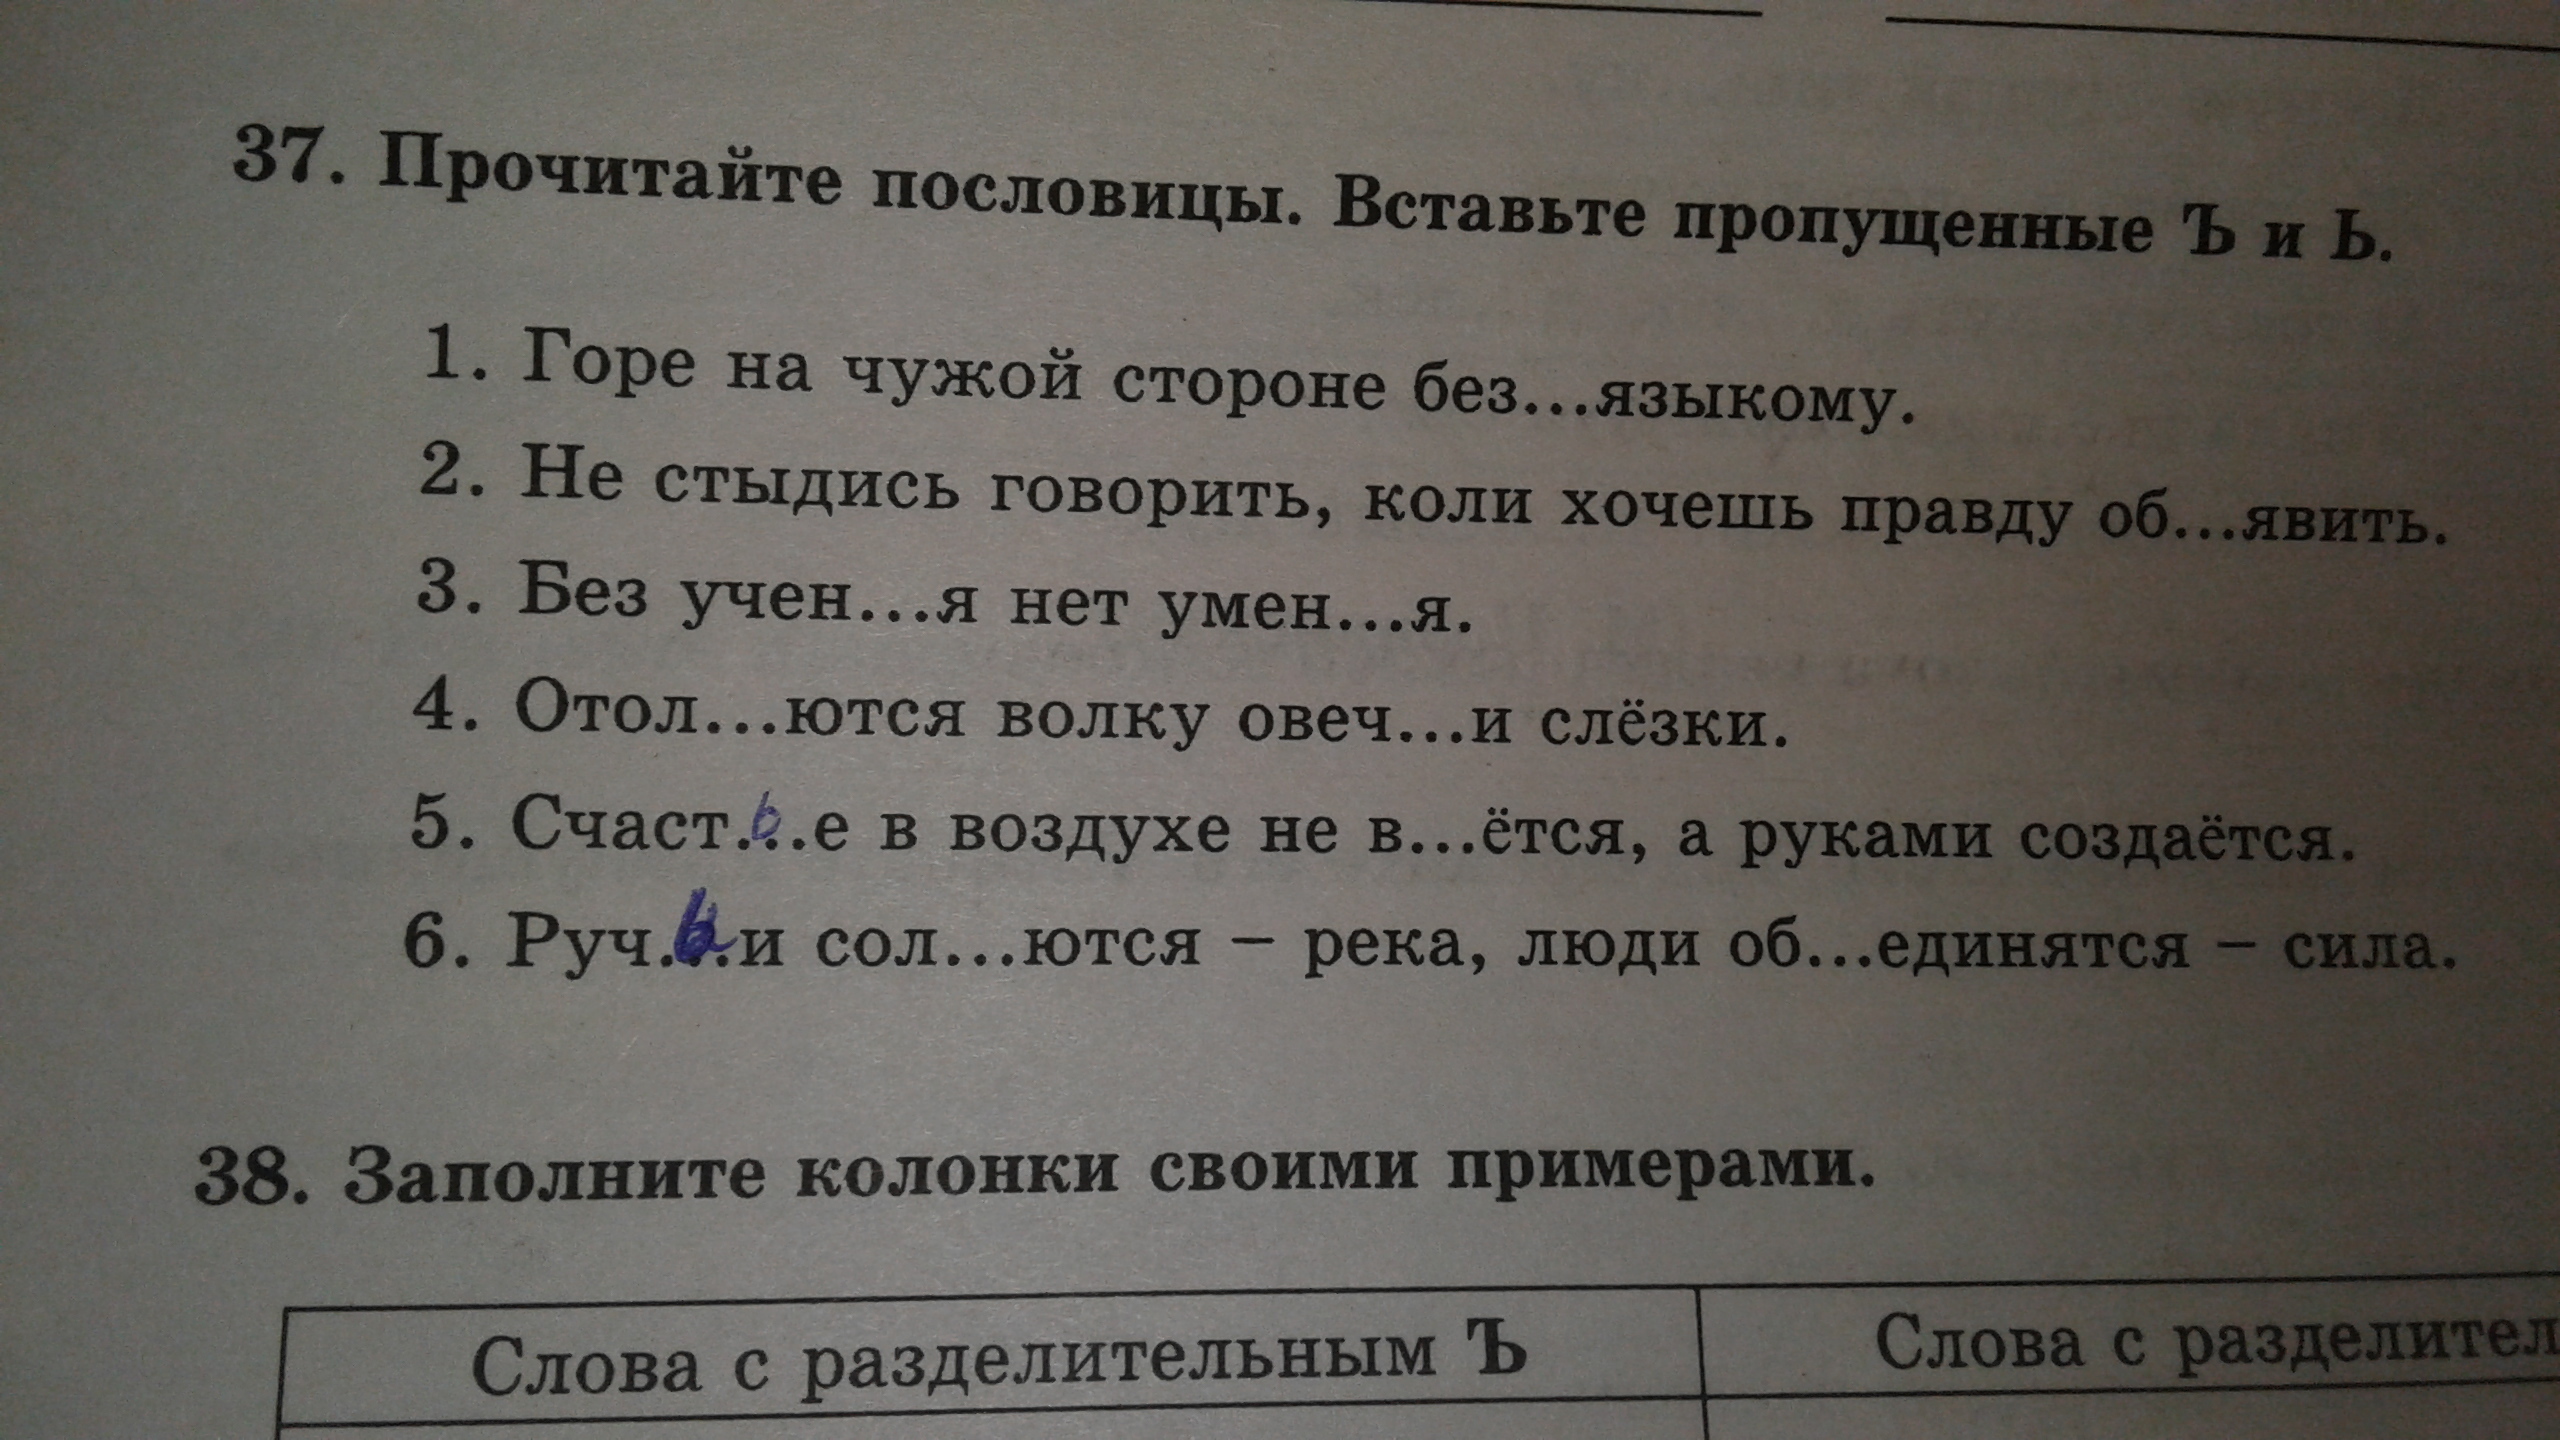 37. Прочитайте пословицы. Вставьте пропущенные Ъ и Ь.
1. Горе на чужой стороне без...языкому.
2. Не стыдись говорить, коли хочешь правду об...явить.
3. Без учен...я нет умен...я.
4. Отол...ются волку овеч...и слёзки.
5. Счаст.ь.е в воздухе не в...ётся, а руками создаётся.
6. Руч.ь.и сол...ются – река, люди об...единятся – сила.
38. Заполните колонки своими примерами.
Слова с разделительным Ъ
Слова с разделител